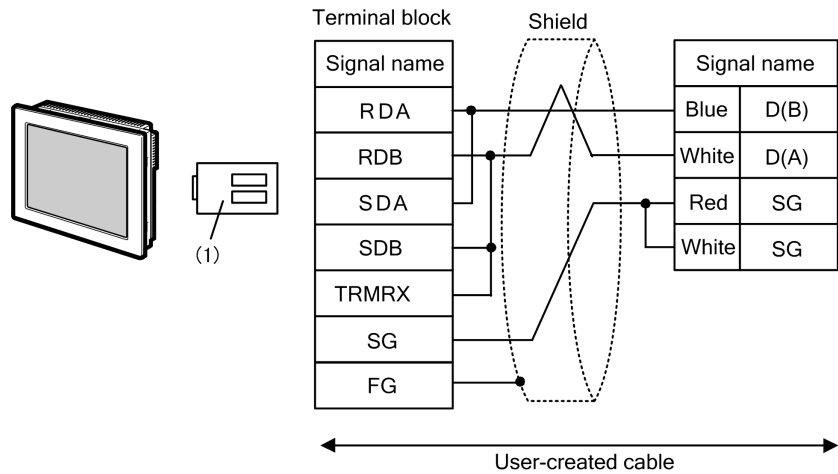 Terminal block
Shield
Signal name
RDA
RDB
SDA
SDB
TRMRX
SG
FG
Signal name
Blue D(B)
White D(A)
Red SG
White SG
(1)
User-created cable